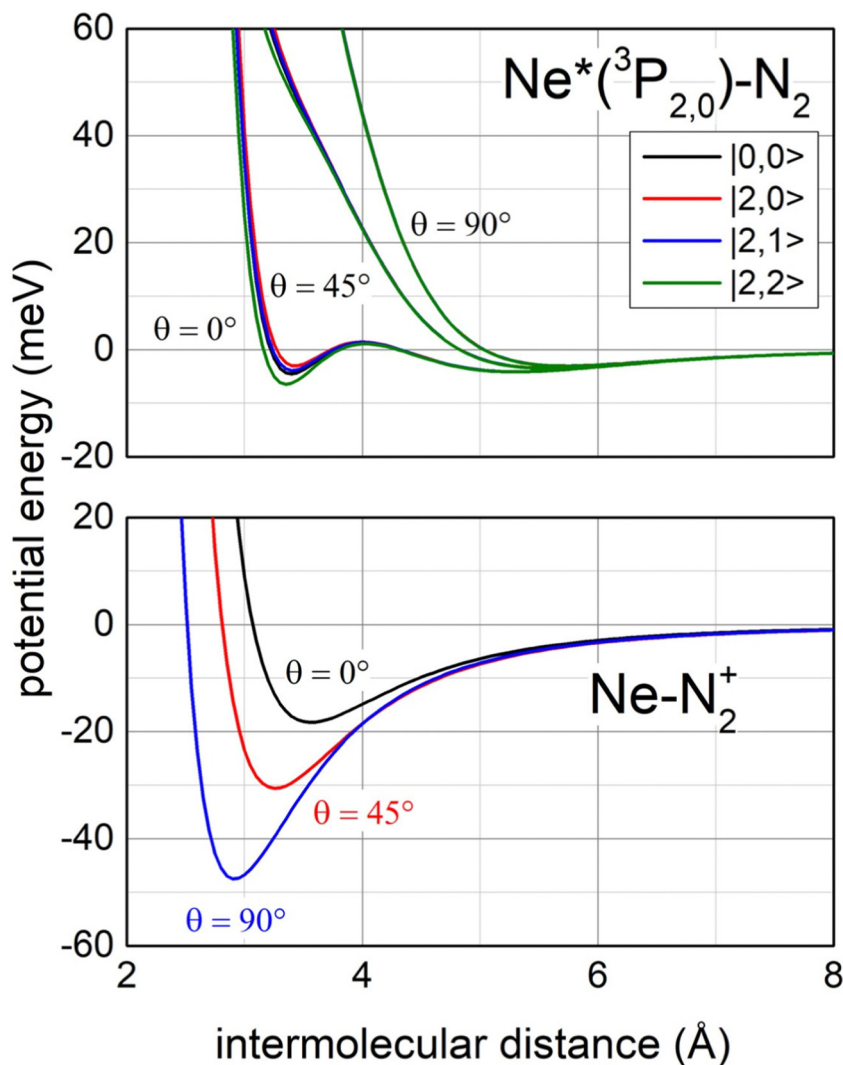 60
Ne*(³P₂,₀)-N₂
|0,0>
40
|2,0>
|2,1>
θ = 90°
20
|2,2>
θ = 45°
θ = 0°
0
-20
potential energy (meV)
20
0
θ = 0°
Ne-N₂⁺
-20
θ = 45°
-40
θ = 90°
-60
2 4 6 8
intermolecular distance (Å)